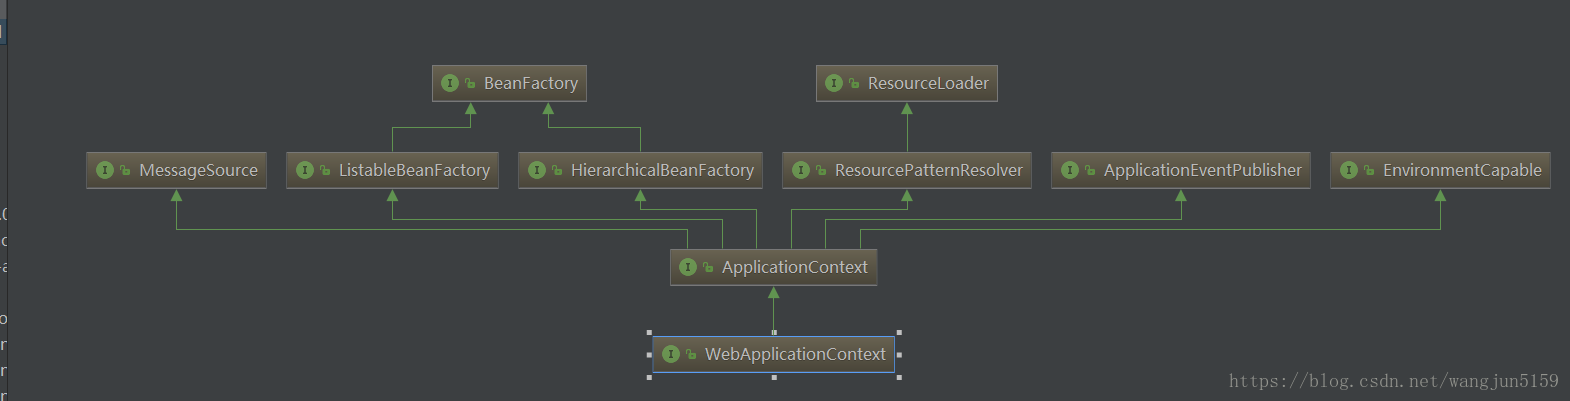 BeanFactory
ResourceLoader
MessageSource
ListableBeanFactory
HierarchicalBeanFactory
ResourcePatternResolver
ApplicationEventPublisher
EnvironmentCapable
ApplicationContext
WebApplicationContext
https://blog.csdn.net/wangjun5159